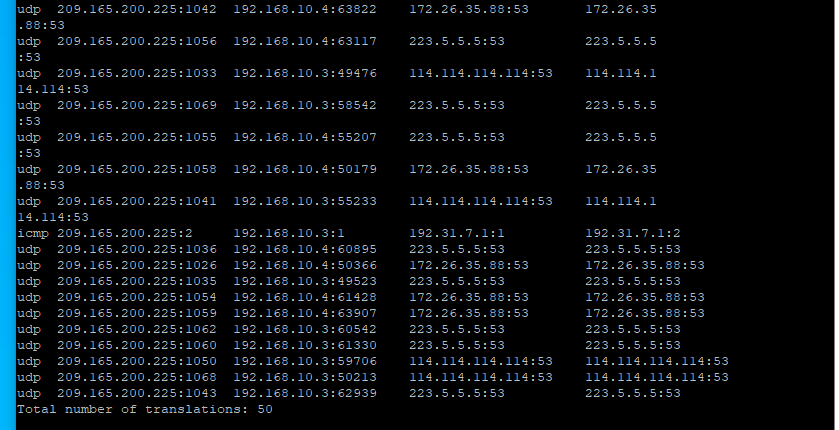 udp  209.165.200.225:1042  192.168.10.4:63822    172.26.35.88:53       172.26.35
.88:53
udp  209.165.200.225:1056  192.168.10.4:63117    223.5.5.5:53          223.5.5.5
:53
udp  209.165.200.225:1033  192.168.10.3:49476    114.114.114.114:53    114.114.1
14.114:53
udp  209.165.200.225:1069  192.168.10.3:58542    223.5.5.5:53          223.5.5.5
:53
udp  209.165.200.225:1055  192.168.10.4:55207    223.5.5.5:53          223.5.5.5
:53
udp  209.165.200.225:1058  192.168.10.4:50179    172.26.35.88:53       172.26.35
.88:53
udp  209.165.200.225:1041  192.168.10.3:55233    114.114.114.114:53    114.114.1
14.114:53
icmp 209.165.200.225:2     192.168.10.3:1        192.31.7.1:1          192.31.7.1:2
udp  209.165.200.225:1036  192.168.10.4:60895    223.5.5.5:53          223.5.5.5:53
udp  209.165.200.225:1026  192.168.10.4:50366    172.26.35.88:53       172.26.35.88:53
udp  209.165.200.225:1035  192.168.10.3:49523    223.5.5.5:53          223.5.5.5:53
udp  209.165.200.225:1054  192.168.10.4:61428    172.26.35.88:53       172.26.35.88:53
udp  209.165.200.225:1059  192.168.10.4:63907    172.26.35.88:53       172.26.35.88:53
udp  209.165.200.225:1062  192.168.10.3:60542    223.5.5.5:53          223.5.5.5:53
udp  209.165.200.225:1060  192.168.10.3:61330    223.5.5.5:53          223.5.5.5:53
udp  209.165.200.225:1050  192.168.10.3:59706    114.114.114.114:53    114.114.114.114:53
udp  209.165.200.225:1068  192.168.10.3:50213    114.114.114.114:53    114.114.114.114:53
udp  209.165.200.225:1043  192.168.10.3:62939    223.5.5.5:53          223.5.5.5:53
Total number of translations: 50